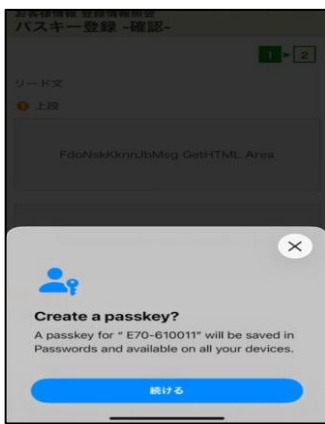 お客様情報 登録情報照会
パスキー登録 -確認-
1 ▸ 2
リード文
上段
FdoNskKknnJbMsg GetHTML Area
Create a passkey?
A passkey for “ E70-610011” will be saved in
Passwords and available on all your devices.
続ける